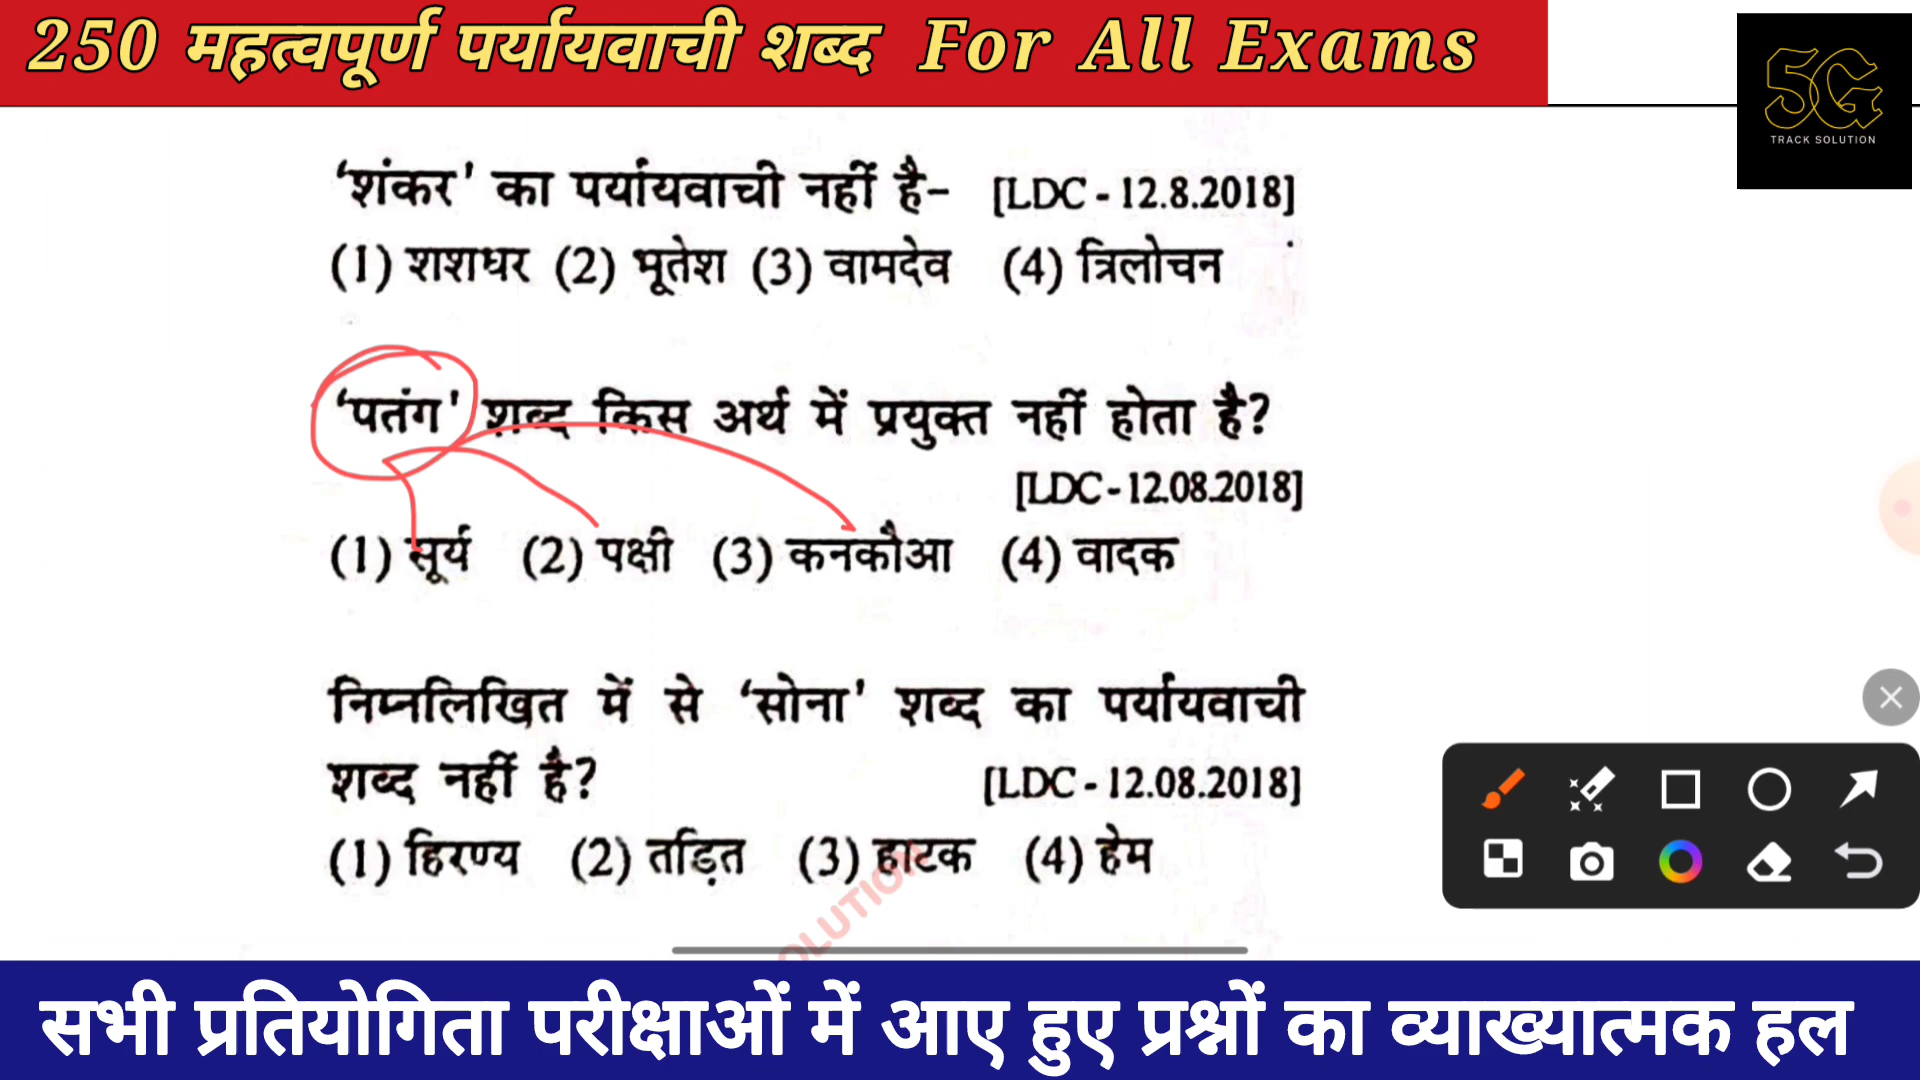 250 महत्वपूर्ण पर्यायवाची शब्द For All Exams
5G
TRACK SOLUTION
‘शंकर’ का पर्यायवाची नहीं है– [LDC - 12.8.2018]
(1) शशधर (2) भूतेश (3) वामदेव (4) त्रिलोचन
‘पतंग’ शब्द किस अर्थ में प्रयुक्त नहीं होता है?
[LDC - 12.08.2018]
(1) सूर्य (2) पक्षी (3) कनकौआ (4) वादक
निम्नलिखित में से ‘सोना’ शब्द का पर्यायवाची
शब्द नहीं है? [LDC - 12.08.2018]
(1) हिरण्य (2) तड़ित (3) हाटक (4) हेम
OLUTION
सभी प्रतियोगिता परीक्षाओं में आए हुए प्रश्नों का व्याख्यात्मक हल